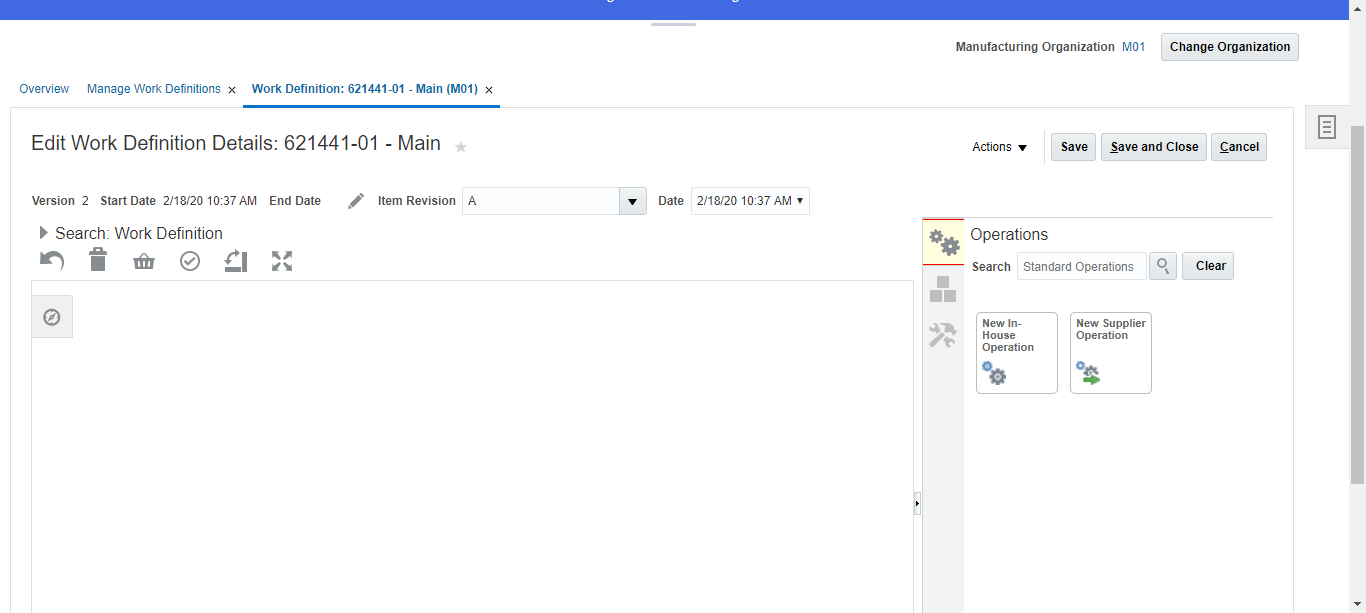 Manufacturing Organization M01 Change Organization
Overview Manage Work Definitions × Work Definition: 621441-01 - Main (M01) ×
Edit Work Definition Details: 621441-01 - Main
Actions Save Save and Close Cancel
Version 2 Start Date 2/18/20 10:37 AM End Date Item Revision A Date 2/18/20 10:37 AM
Search: Work Definition
Operations
Search Standard Operations Clear
New In-
House
Operation
New Supplier
Operation